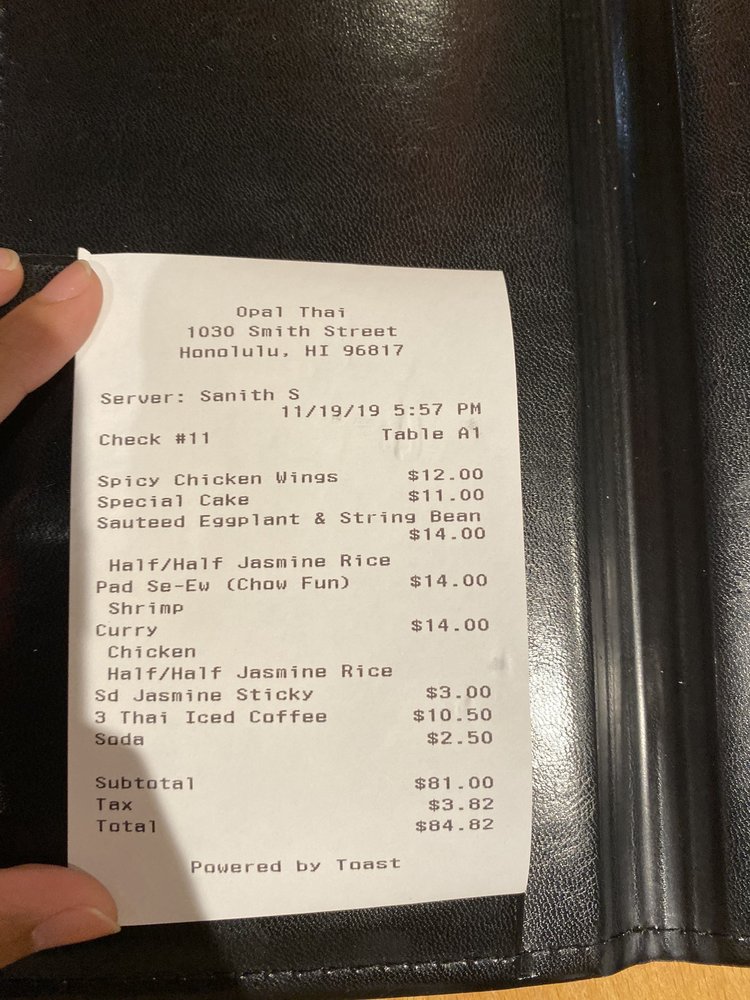 Opal Thai
1030 Smith Street
Honolulu, HI 96817
Server: Sanith S
11/19/19 5:57 PM
Check #11 Table A1
Spicy Chicken Wings $12.00
Special Cake $11.00
Sauteed Eggplant & String Bean
$14.00
Half/Half Jasmine Rice
Pad Se-Ew (Chow Fun) $14.00
Shrimp
Curry $14.00
Chicken
Half/Half Jasmine Rice
Sd Jasmine Sticky $3.00
3 Thai Iced Coffee $10.50
Soda $2.50
Subtotal $81.00
Tax $3.82
Total $84.82
Powered by Toast